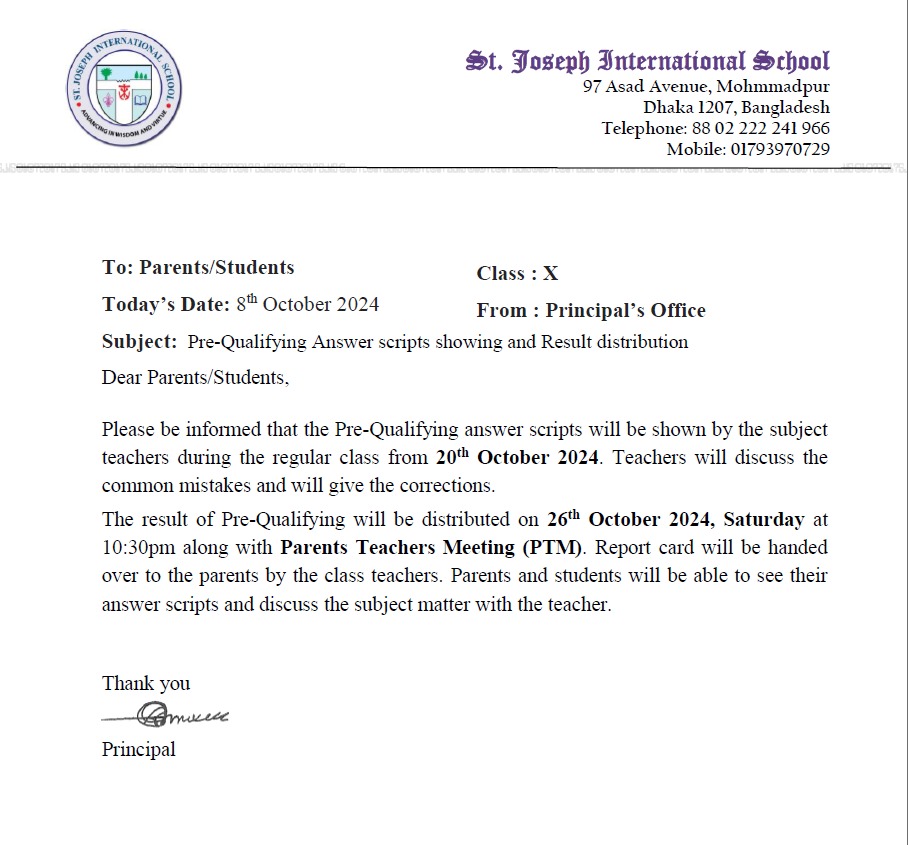 ST. JOSEPH INTERNATIONAL SCHOOL
ADVANCING IN WISDOM AND VIRTUE
St. Joseph International School
97 Asad Avenue, Mohmmadpur
Dhaka 1207, Bangladesh
Telephone: 88 02 222 241 966
Mobile: 01793970729
To: Parents/Students
Class : X
Today's Date: 8th October 2024
From : Principal's Office
Subject: Pre-Qualifying Answer scripts showing and Result distribution
Dear Parents/Students,
Please be informed that the Pre-Qualifying answer scripts will be shown by the subject
teachers during the regular class from 20th October 2024. Teachers will discuss the
common mistakes and will give the corrections.
The result of Pre-Qualifying will be distributed on 26th October 2024, Saturday at
10:30pm along with Parents Teachers Meeting (PTM). Report card will be handed
over to the parents by the class teachers. Parents and students will be able to see their
answer scripts and discuss the subject matter with the teacher.
Thank you
Principal